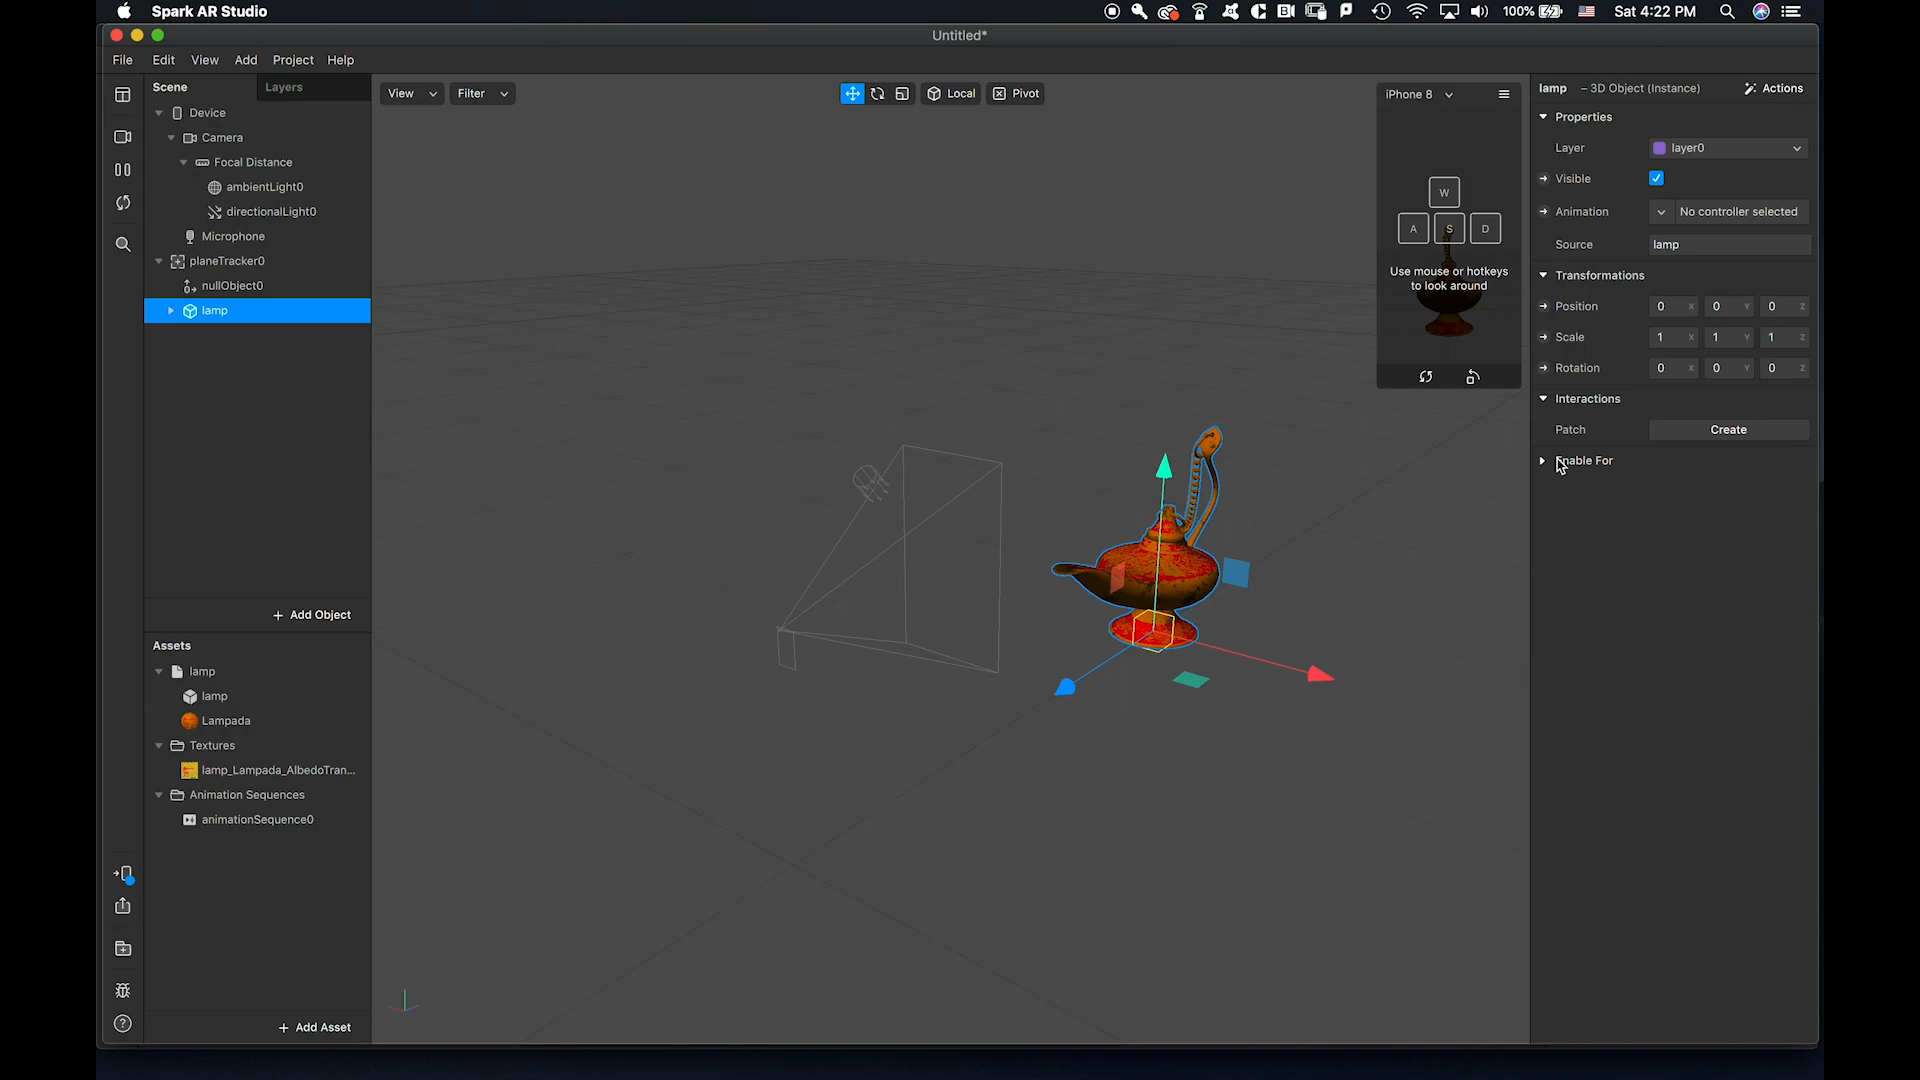 Spark AR Studio
100%
Sat 4:22 PM
Untitled*
File Edit View Add Project Help
Scene Layers
Device
Camera
Focal Distance
ambientLight0
directionalLight0
Microphone
planeTracker0
nullObject0
lamp
+ Add Object
Assets
lamp
lamp
Lampada
Textures
lamp_Lampada_AlbedoTran...
Animation Sequences
animationSequence0
+ Add Asset
View Filter
Local Pivot
iPhone 8
W
A S D
Use mouse or hotkeys
to look around
lamp – 3D Object (Instance) Actions
Properties
Layer layer0
Visible
Animation No controller selected
Source lamp
Transformations
Position 0 X 0 Y 0 Z
Scale 1 X 1 Y 1 Z
Rotation 0 X 0 Y 0 Z
Interactions
Patch Create
Enable For